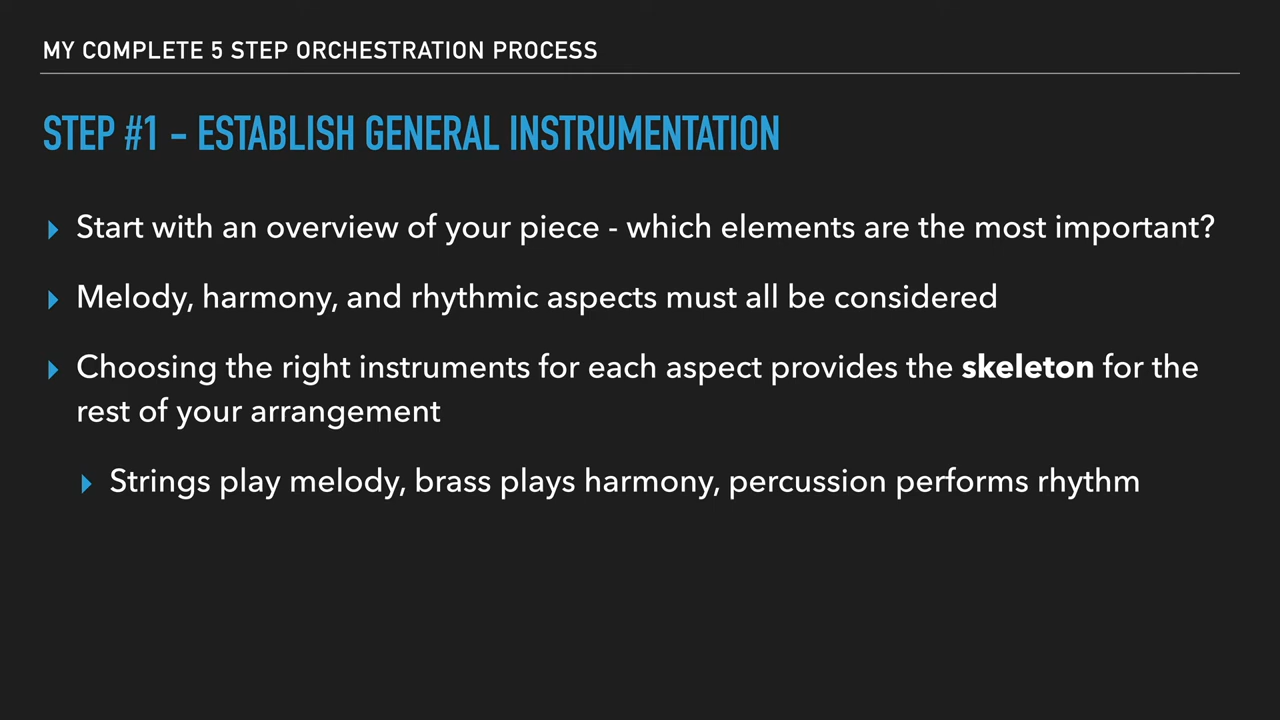 MY COMPLETE 5 STEP ORCHESTRATION PROCESS
STEP #1 - ESTABLISH GENERAL INSTRUMENTATION
Start with an overview of your piece - which elements are the most important?
Melody, harmony, and rhythmic aspects must all be considered
Choosing the right instruments for each aspect provides the skeleton for the
rest of your arrangement
Strings play melody, brass plays harmony, percussion performs rhythm